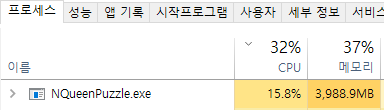 프로세스 성능 앱 기록 시작프로그램 사용자 세부 정보 서비스
32% 37%
이름 CPU 메모리
NQueenPuzzle.exe 15.8% 3,988.9MB